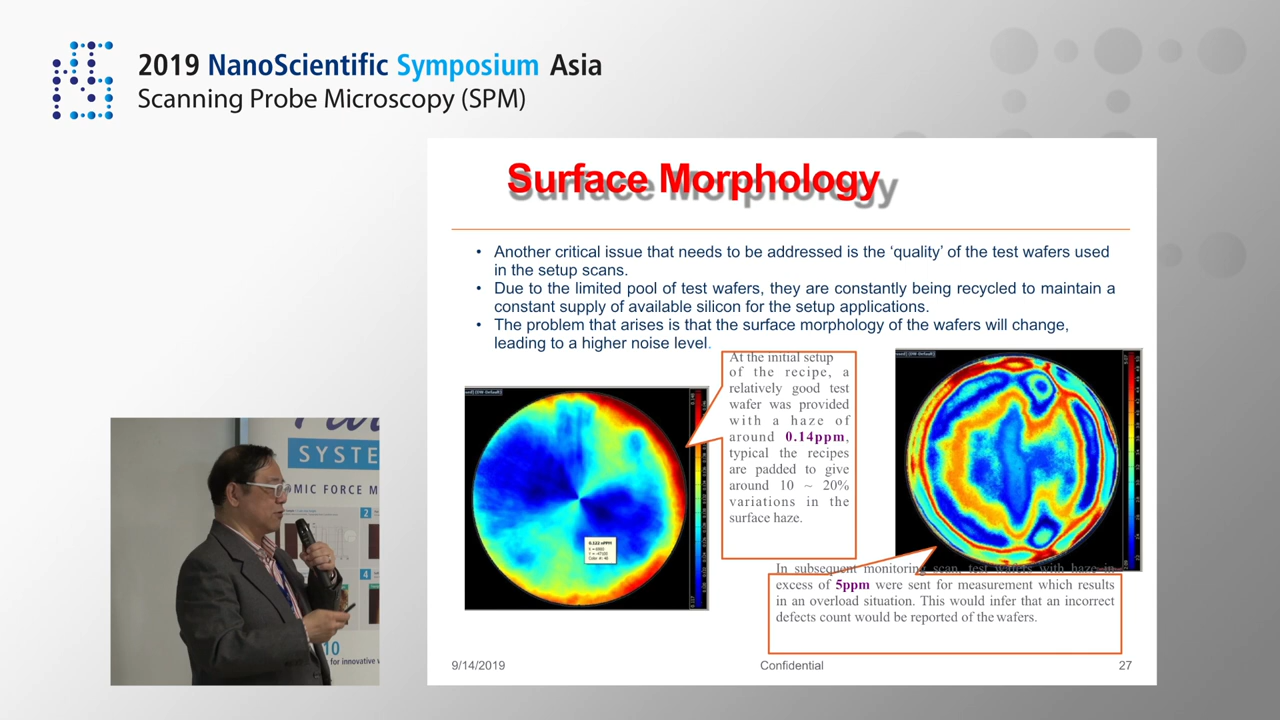 2019 NanoScientific Symposium Asia
Scanning Probe Microscopy (SPM)
Surface Morphology
• Another critical issue that needs to be addressed is the ‘quality’ of the test wafers used
in the setup scans.
• Due to the limited pool of test wafers, they are constantly being recycled to maintain a
constant supply of available silicon for the setup applications.
• The problem that arises is that the surface morphology of the wafers will change,
leading to a higher noise level.
At the initial setup
of the recipe, a
relatively good test
wafer was provided
with a haze of
around 0.14ppm,
typical the recipes
are padded to give
around 10 ~ 20%
variations in the
surface haze.
In subsequent monitoring scan, test wafers with haze in
excess of 5ppm were sent for measurement which results
in an overload situation. This would infer that an incorrect
defects count would be reported of the wafers.
9/14/2019
Confidential
27
SYSTE
OMIC FORCE M
2
4
10
for innovative